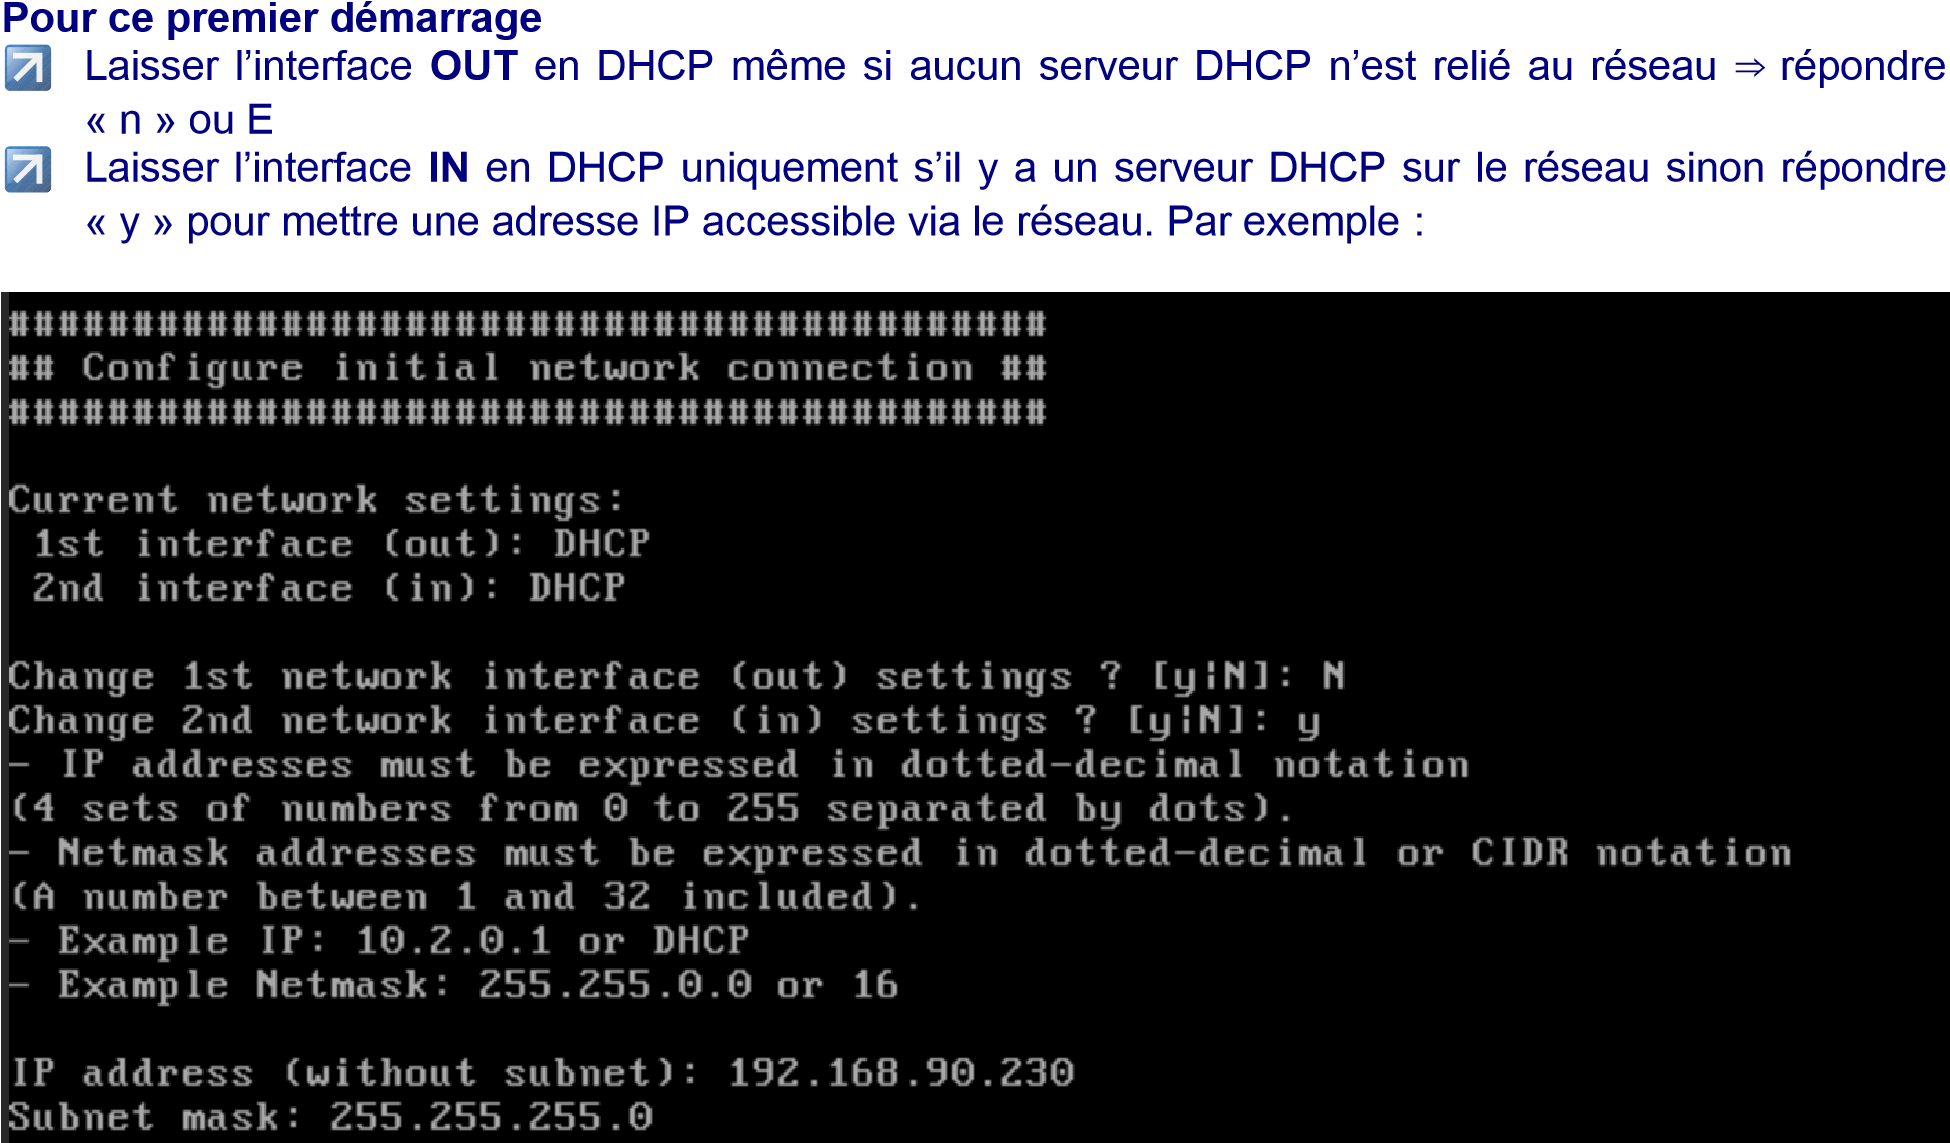 Pour ce premier démarrage
Laisser l’interface OUT en DHCP même si aucun serveur DHCP n’est relié au réseau ⇒ répondre
« n » ou E
Laisser l’interface IN en DHCP uniquement s’il y a un serveur DHCP sur le réseau sinon répondre
« y » pour mettre une adresse IP accessible via le réseau. Par exemple :
##########################################
## Configure initial network connection ##
##########################################
Current network settings:
1st interface (out): DHCP
2nd interface (in): DHCP
Change 1st network interface (out) settings ? [y¦N]: N
Change 2nd network interface (in) settings ? [y¦N]: y
- IP addresses must be expressed in dotted-decimal notation
(4 sets of numbers from 0 to 255 separated by dots).
- Netmask addresses must be expressed in dotted-decimal or CIDR notation
(A number between 1 and 32 included).
- Example IP: 10.2.0.1 or DHCP
- Example Netmask: 255.255.0.0 or 16
IP address (without subnet): 192.168.90.230
Subnet mask: 255.255.255.0